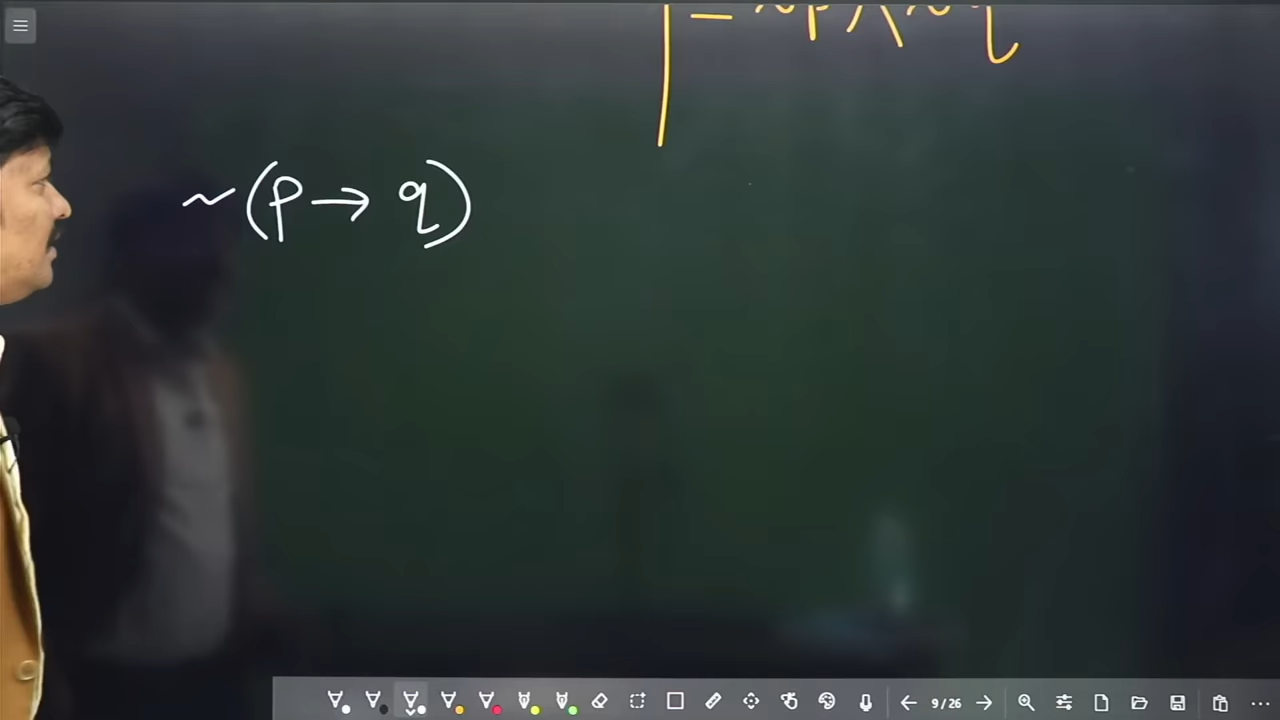 = ~p ∧ ~q
~(p → q)
9/26